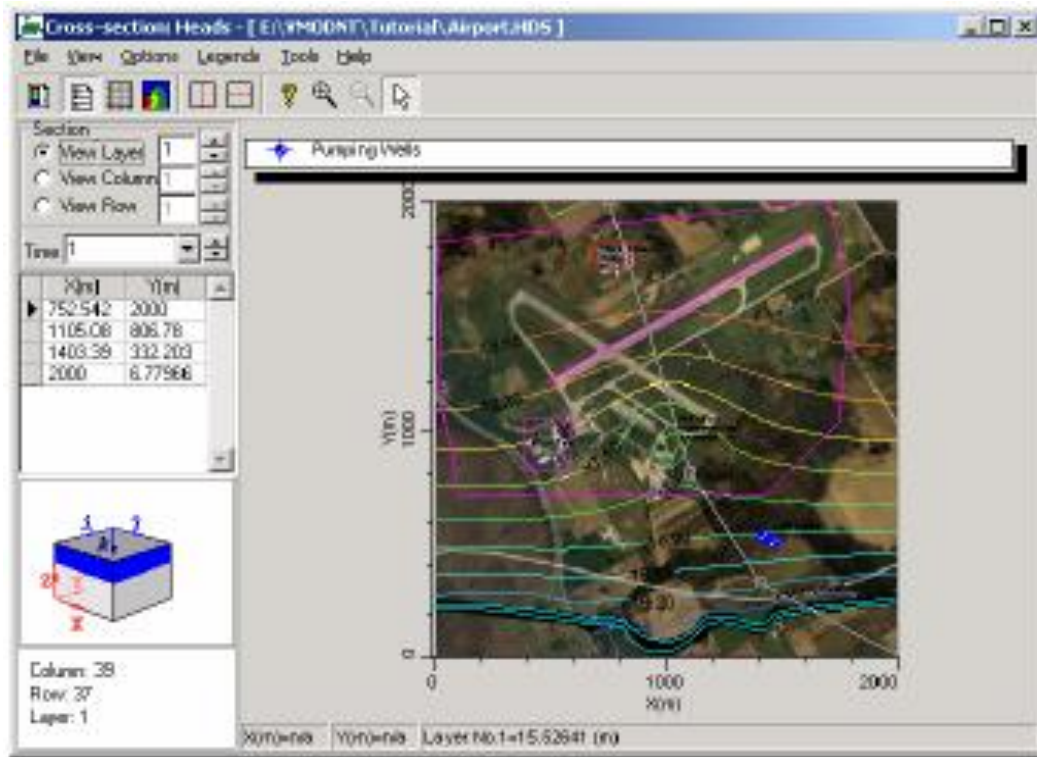 Cross-section: Heads - [ E:\VMODNT\Tutorial\Airport.HDS ]
File View Options Legends Tools Help
Section
View Layer 1
View Column 1
View Row 1
Time 1
X[m] Y[m]
752.542 2000
1105.08 806.78
1403.39 332.203
2000 6.77966
Column: 39
Row: 37
Layer: 1
Pumping Wells
2000
Y(m)
1000
0
0 1000 2000
X(m)
X(m)=n/a Y(m)=n/a Layer No.1=15.52641 (m)